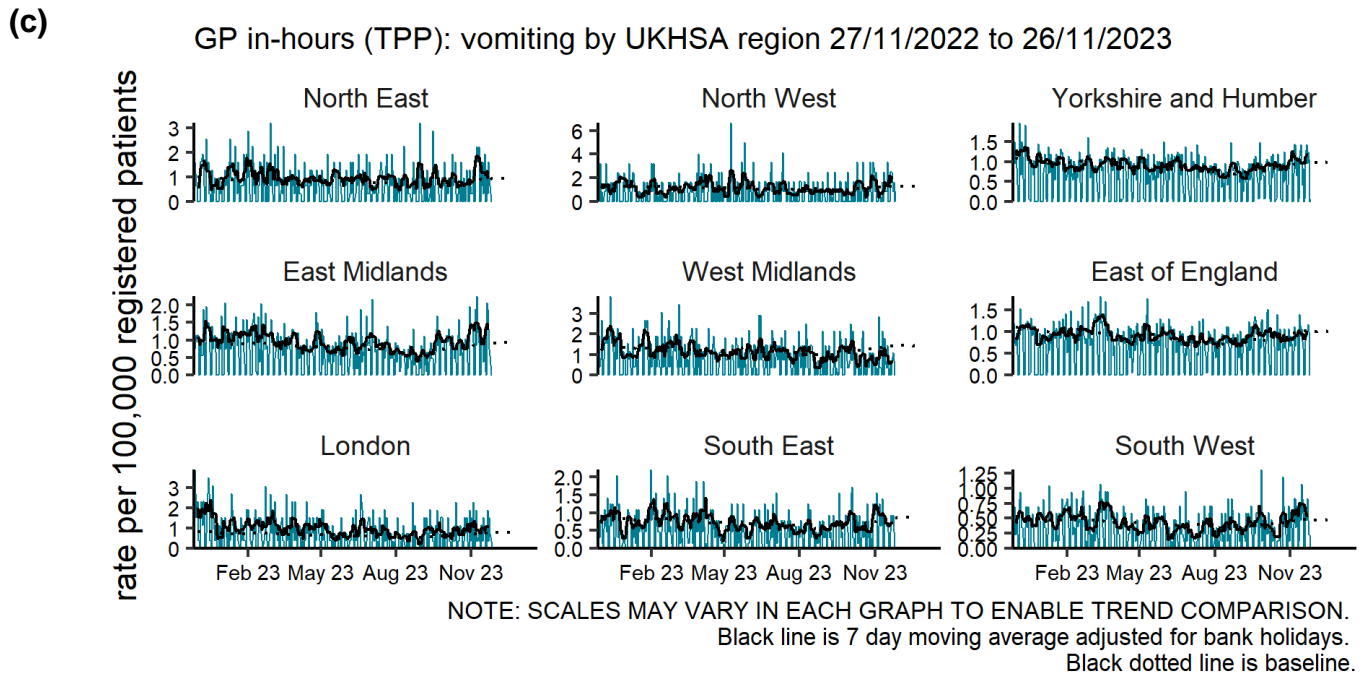 (c)
GP in-hours (TPP): vomiting by UKHSA region 27/11/2022 to 26/11/2023
rate per 100,000 registered patients
North East
3
2
1
0
North West
6
4
2
0
Yorkshire and Humber
1.5
1.0
0.5
0.0
East Midlands
2.0
1.5
1.0
0.5
0.0
West Midlands
3
2
1
0
East of England
1.5
1.0
0.5
0.0
London
3
2
1
0
South East
2.0
1.5
1.0
0.5
0.0
South West
1.25
1.00
0.75
0.50
0.25
0.00
Feb 23 May 23 Aug 23 Nov 23
Feb 23 May 23 Aug 23 Nov 23
Feb 23 May 23 Aug 23 Nov 23
NOTE: SCALES MAY VARY IN EACH GRAPH TO ENABLE TREND COMPARISON.
Black line is 7 day moving average adjusted for bank holidays.
Black dotted line is baseline.